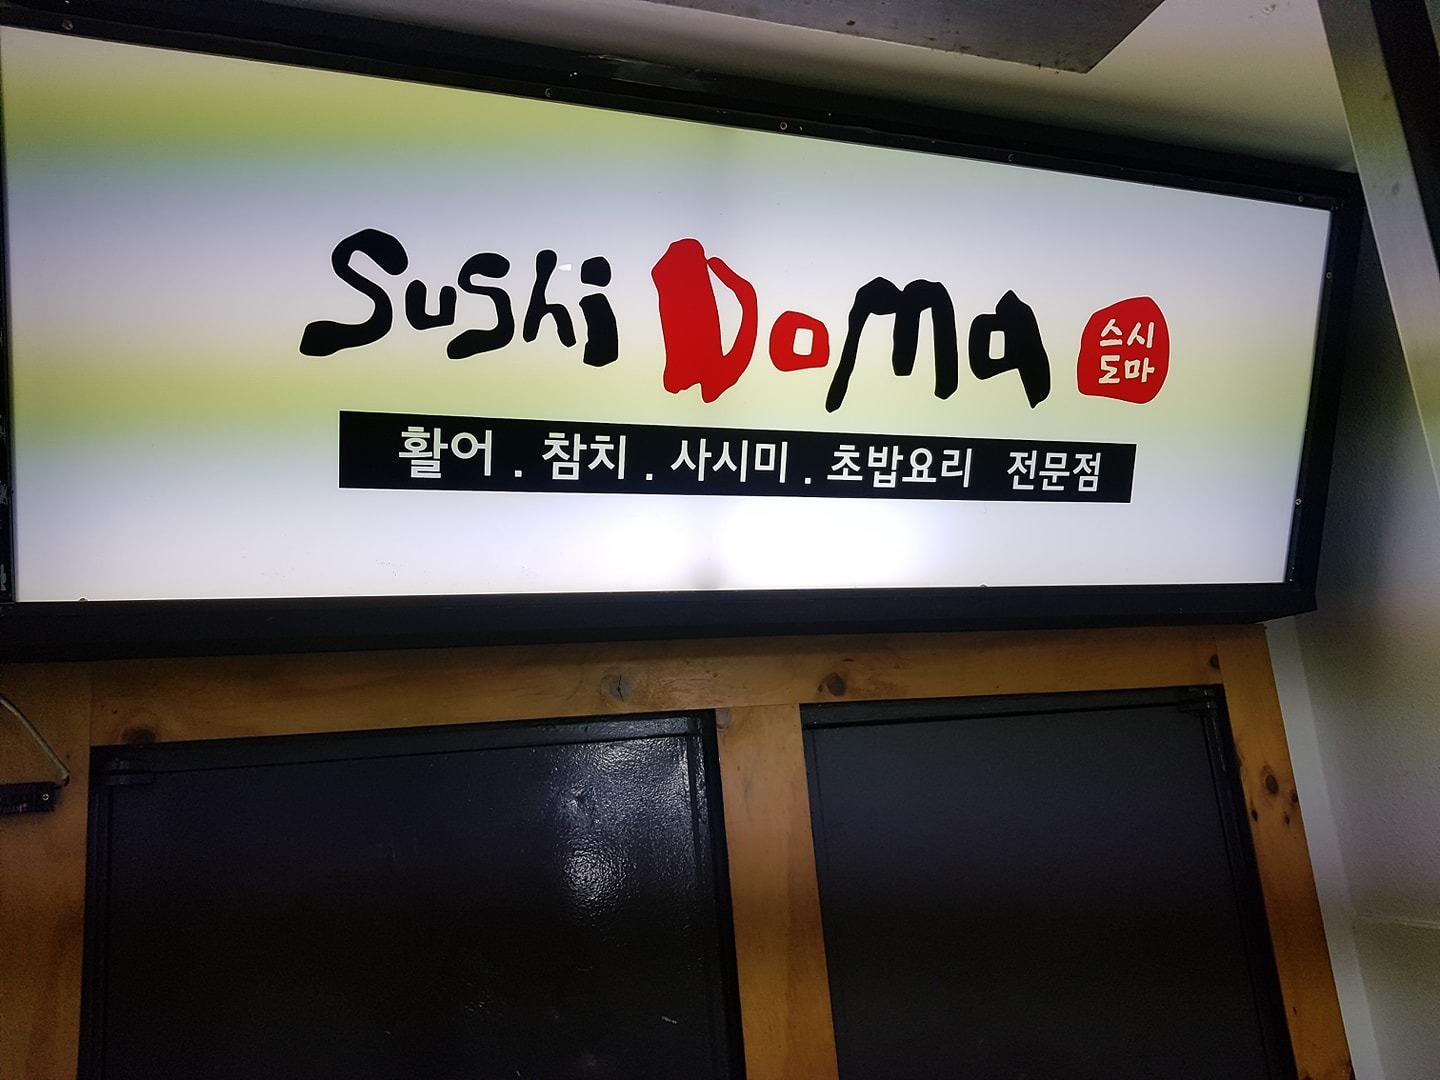 Sushi DoMa
스시
도마
활어 . 참치 . 사시미 . 초밥요리 전문점